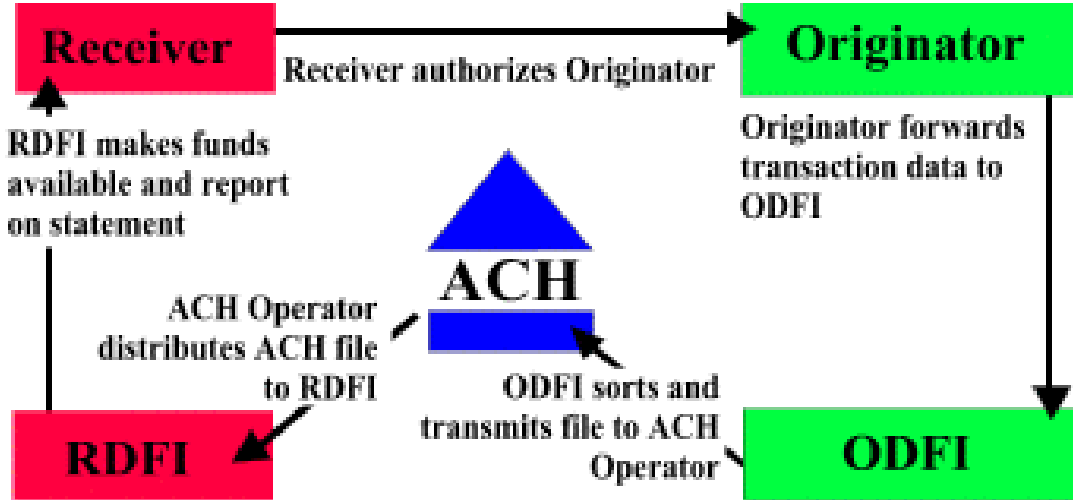 Receiver
Originator
Receiver authorizes Originator
RDFI makes funds
available and report
on statement
Originator forwards
transaction data to
ODFI
ACH
ACH Operator
distributes ACH file
to RDFI
ODFI sorts and
transmits file to ACH
Operator
RDFI
ODFI